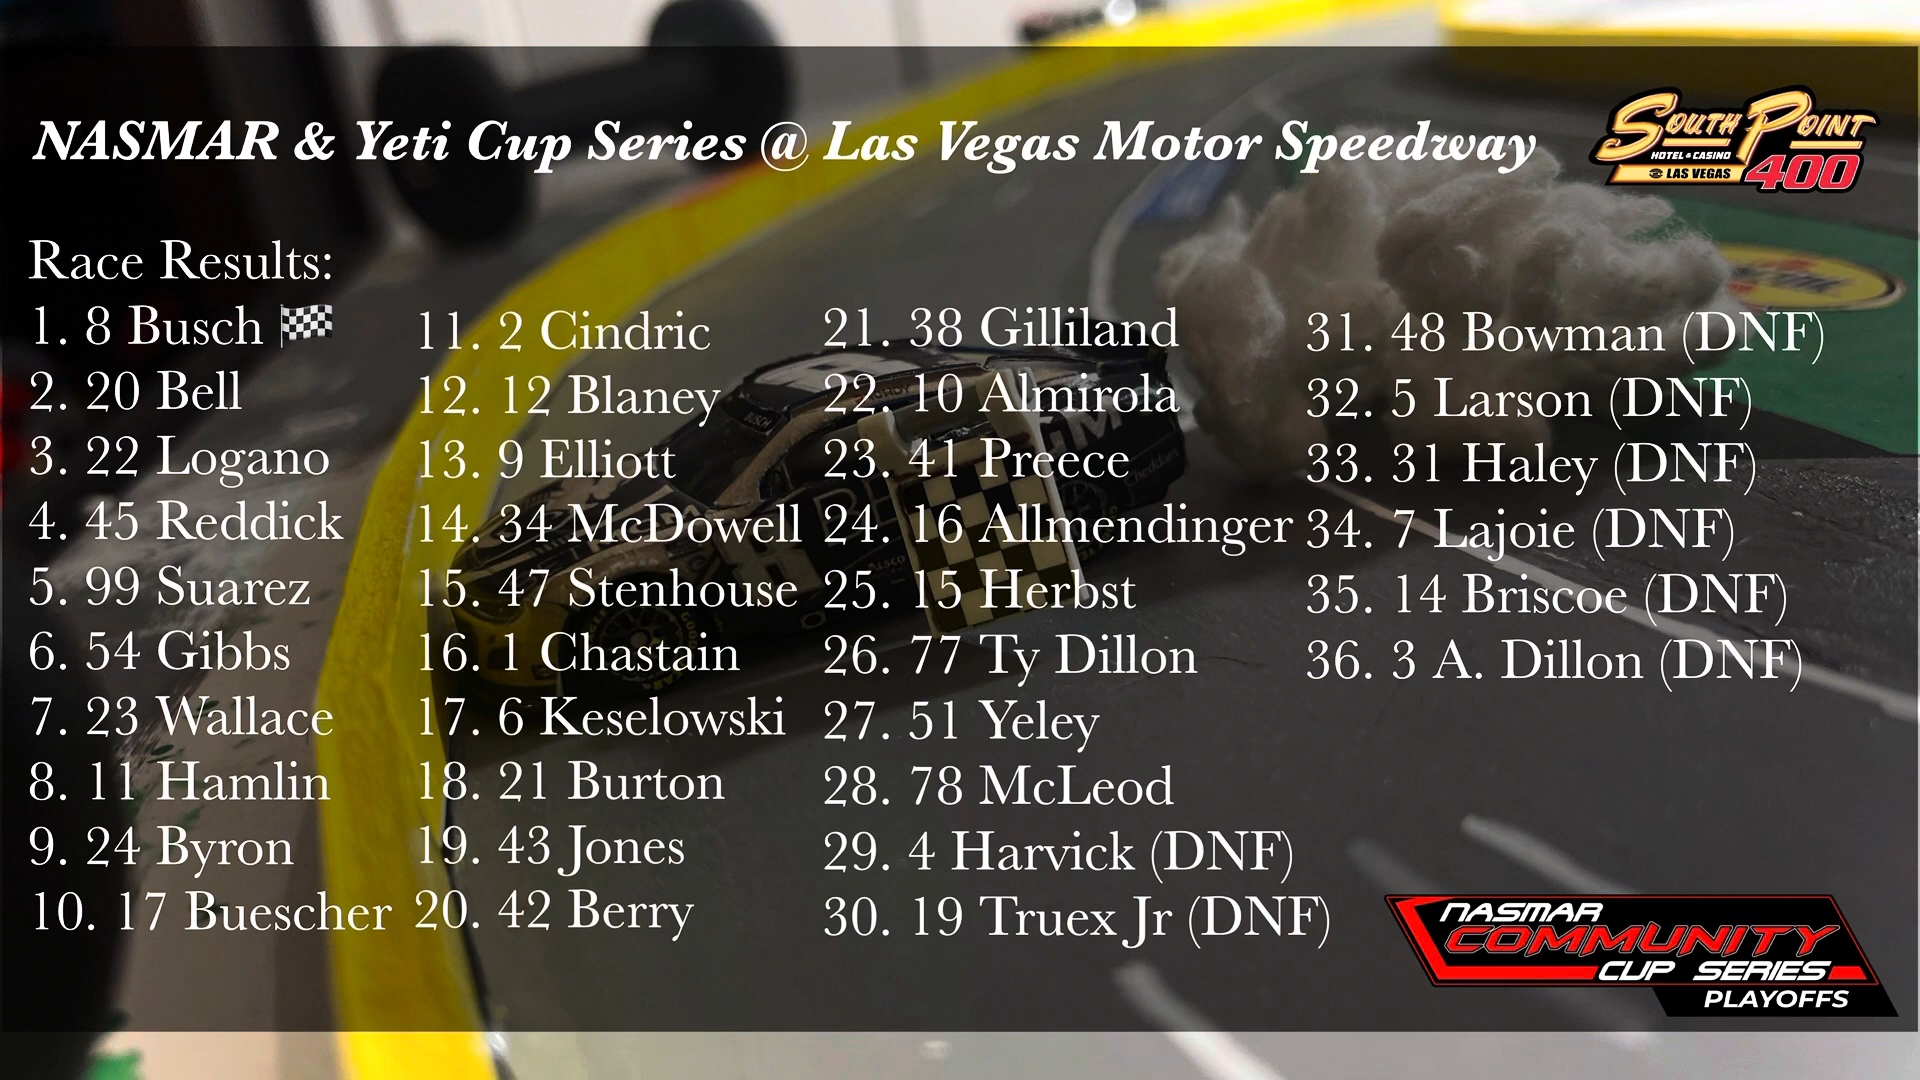 NASMAR & Yeti Cup Series @ Las Vegas Motor Speedway
SOUTH POINT
HOTEL & CASINO
LAS VEGAS
400
Race Results:
1. 8 Busch 🏁
2. 20 Bell
3. 22 Logano
4. 45 Reddick
5. 99 Suarez
6. 54 Gibbs
7. 23 Wallace
8. 11 Hamlin
9. 24 Byron
10. 17 Buescher
11. 2 Cindric
12. 12 Blaney
13. 9 Elliott
14. 34 McDowell
15. 47 Stenhouse
16. 1 Chastain
17. 6 Keselowski
18. 21 Burton
19. 43 Jones
20. 42 Berry
21. 38 Gilliland
22. 10 Almirola
23. 41 Preece
24. 16 Allmendinger
25. 15 Herbst
26. 77 Ty Dillon
27. 51 Yeley
28. 78 McLeod
29. 4 Harvick (DNF)
30. 19 Truex Jr (DNF)
31. 48 Bowman (DNF)
32. 5 Larson (DNF)
33. 31 Haley (DNF)
34. 7 Lajoie (DNF)
35. 14 Briscoe (DNF)
36. 3 A. Dillon (DNF)
NASMAR
COMMUNITY
CUP SERIES
PLAYOFFS
BUSCH
Cheddar's